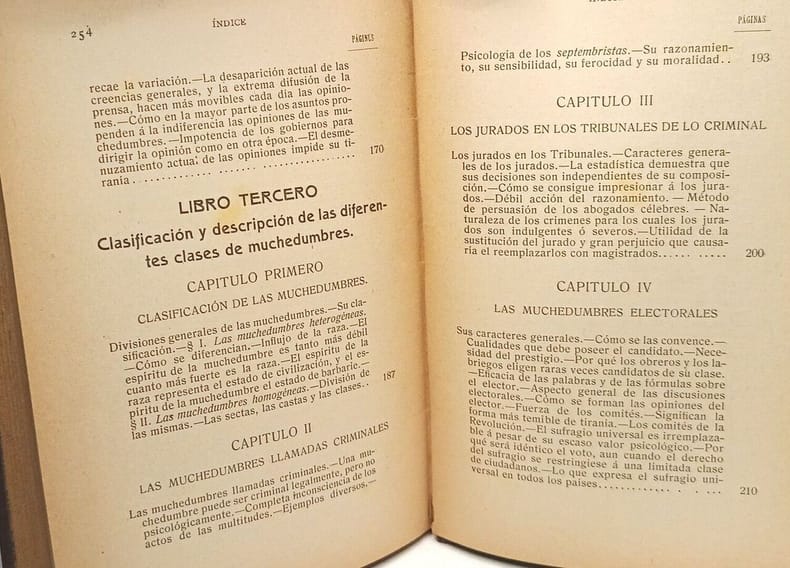 254
ÍNDICE
PÁGINAS
recae la variación.—La desaparición actual de las
creencias generales, y la extrema difusión de la
prensa, hacen más movibles cada día las opinio-
nes.—Cómo en la mayor parte de los asuntos pro-
penden á la indiferencia las opiniones de las mu-
chedumbres.—Impotencia de los gobiernos para
dirigir la opinión como en otra época.—El desme-
nuzamiento actual de las opiniones impide su ti-
ranía . . . . . . . . . . . . . . . . . . . . . . 170
LIBRO TERCERO
Clasificación y descripción de las diferen-
tes clases de muchedumbres.
CAPITULO PRIMERO
CLASIFICACIÓN DE LAS MUCHEDUMBRES.
Divisiones generales de las muchedumbres.—Su cla-
sificación.—§ I. Las muchedumbres heterogéneas.
—Cómo se diferencian.—Influjo de la raza.—El
espíritu de la muchedumbre es tanto más débil
cuanto más fuerte es la raza.—El espíritu de la
raza representa el estado de civilización, y el es-
píritu de la muchedumbre el estado de barbarie.—
§ II. Las muchedumbres homogéneas.—División de
las mismas.—Las sectas, las castas y las clases. . 187
CAPÍTULO II
LAS MUCHEDUMBRES LLAMADAS CRIMINALES
Las muchedumbres llamadas criminales.—Una mu-
chedumbre puede ser criminal legalmente, pero no
psicológicamente.—Completa inconsciencia de los
actos de las multitudes.—Ejemplos diversos.—
PÁGINAS
Psicología de los septembristas.—Su razonamien-
to, su sensibilidad, su ferocidad y su moralidad. . 193
CAPITULO III
LOS JURADOS EN LOS TRIBUNALES DE LO CRIMINAL
Los jurados en los Tribunales.—Caracteres genera-
les de los jurados.—La estadística demuestra que
sus decisiones son independientes de su composi-
ción.—Cómo se consigue impresionar á los jura-
dos.—Débil acción del razonamiento. — Método
de persuasión de los abogados célebres. — Na-
turaleza de los crimenes para los cuales los jura-
dos son indulgentes ó severos.—Utilidad de la
sustitución del jurado y gran perjuicio que causa-
ría el reemplazarlos con magistrados. . . . . . . . 200
CAPITULO IV
LAS MUCHEDUMBRES ELECTORALES
Sus caracteres generales.—Cómo se las convence.—
Cualidades que debe poseer el candidato.—Nece-
sidad del prestigio.—Por qué los obreros y los la-
briegos eligen raras veces candidatos de su clase.
—Eficacia de las palabras y de las fórmulas sobre
el elector.—Aspecto general de las discusiones
electorales.—Cómo se forman las opiniones del
elector.—Fuerza de los comités.—Significan la
forma más temible de tirania.—Los comités de la
Revolución.—El sufragio universal es irremplaza-
ble á pesar de su escaso valor psicológico.—Por
qué será idéntico el voto, aun cuando el derecho
del sufragio se restringiese á una limitada clase
de ciudadanos.—Lo que expresa el sufragio uni-
versal en todos los países. . . . . . . . . . . . . . 210